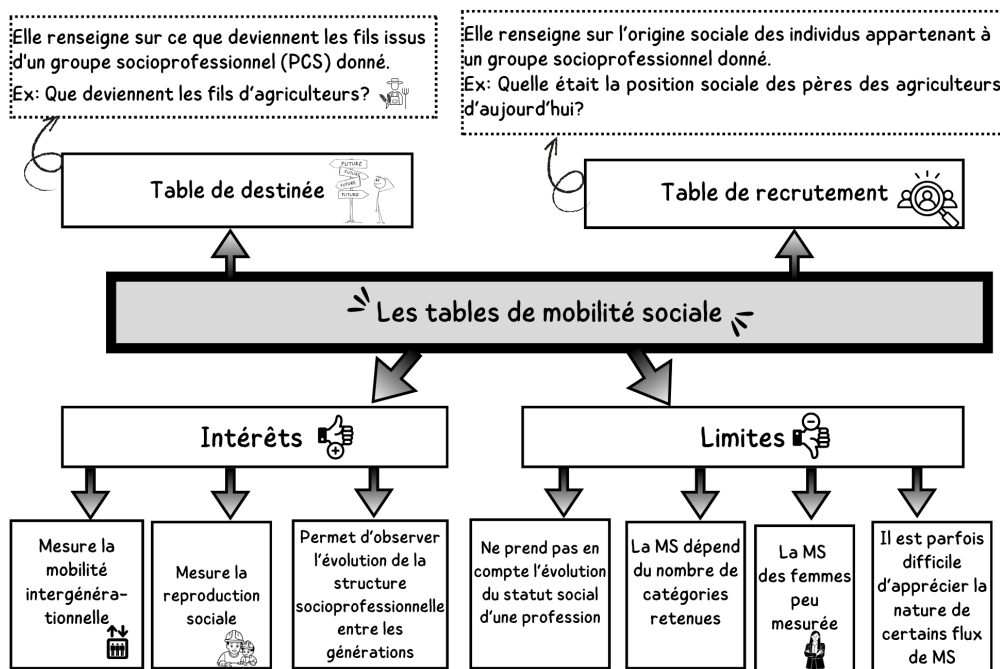 Elle renseigne sur ce que deviennent les fils issus
d'un groupe socioprofessionnel (PCS) donné.
Ex: Que deviennent les fils d'agriculteurs?
Elle renseigne sur l'origine sociale des individus appartenant à
un groupe socioprofessionnel donné.
Ex: Quelle était la position sociale des pères des agriculteurs
d'aujourd'hui?
Table de destinée
FUTURE
FUTURE
FUTURE
FUTURE
Table de recrutement
Les tables de mobilité sociale
Intérêts
Limites
Mesure la
mobilité
intergénéra-
tionnelle
Mesure la
reproduction
sociale
Permet d'observer
l'évolution de la
structure
socioprofessionnelle
entre les
générations
Ne prend pas en
compte l'évolution
du statut social
d'une profession
La MS dépend
du nombre de
catégories
retenues
La MS
des femmes
peu
mesurée
Il est parfois
difficile
d'apprécier la
nature de
certains flux
de MS